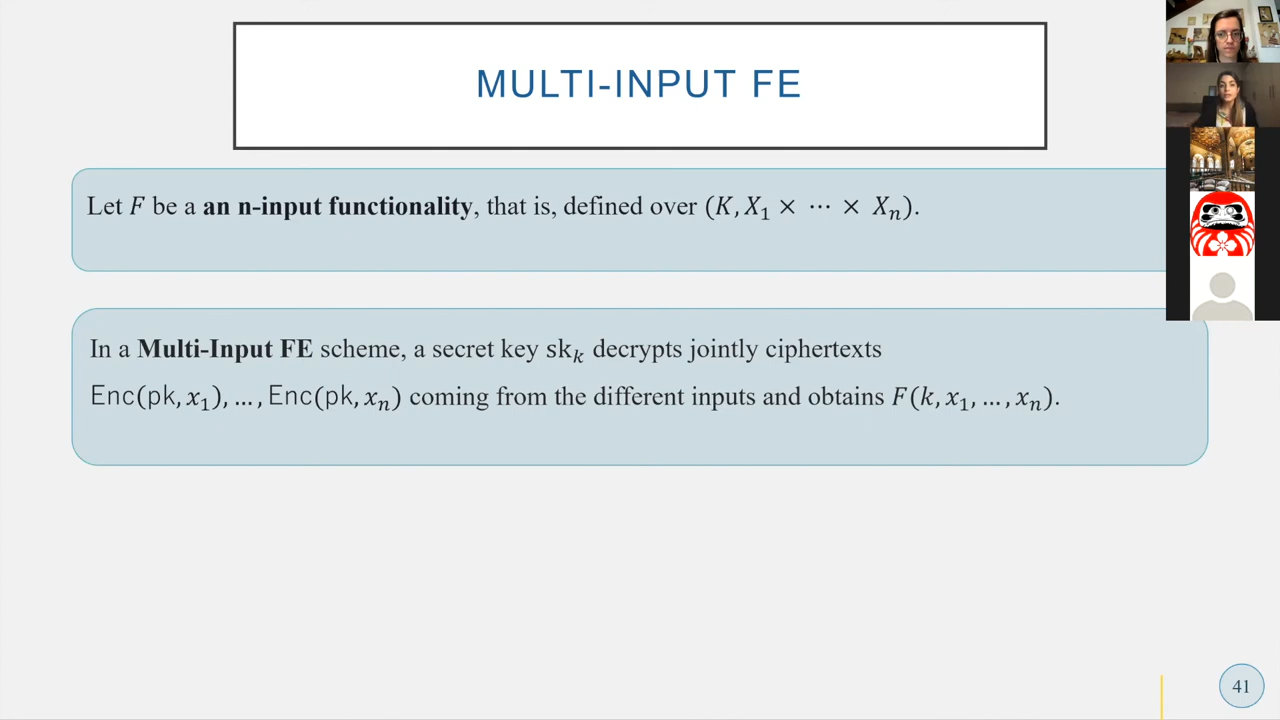 MULTI-INPUT FE
Let F be a an n-input functionality, that is, defined over (K, X₁ × ⋯ × Xₙ).
In a Multi-Input FE scheme, a secret key skₖ decrypts jointly ciphertexts
Enc(pk, x₁), … , Enc(pk, xₙ) coming from the different inputs and obtains F(k, x₁, … , xₙ).
41